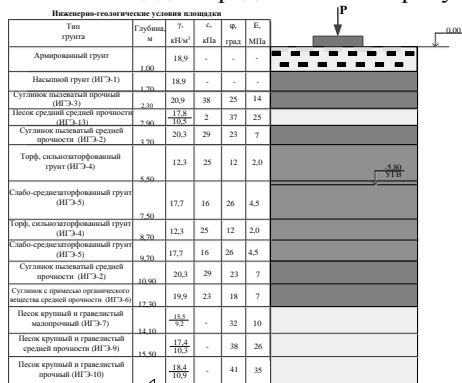 Инженерно-геологические условия площадки
P
Тип грунта Глубина, м γ, кН/м³ c, кПа φ, град E, МПа
0.00
Армированный грунт 1,00 18,9 - - -
Насыпной грунт (ИГЭ-1) 1,70 18,9 - - -
Суглинок пылеватый прочный (ИГЭ-3) 2,30 20,9 38 25 14
Песок средний средней прочности (ИГЭ-13) 2,90 17,8 10,5 2 37 25
Суглинок пылеватый средней прочности (ИГЭ-2) 3,70 20,3 29 23 7
Торф, сильнозаторфованный грунт (ИГЭ-4) 5,50 12,3 25 12 2,0
-5,80
УГВ
Слабо-среднезаторфованный грунт (ИГЭ-5) 7,50 17,7 16 26 4,5
Торф, сильнозаторфованный грунт (ИГЭ-4) 8,70 12,3 25 12 2,0
Слабо-среднезаторфованный грунт (ИГЭ-5) 9,70 17,7 16 26 4,5
Суглинок пылеватый средней прочности (ИГЭ-2) 10,90 20,3 29 23 7
Суглинок с примесью органического вещества средней прочности (ИГЭ-6) 12,30 19,9 23 18 7
Песок крупный и гравелистый малопрочный (ИГЭ-7) 14,10 15,5 9,2 - 32 10
Песок крупный и гравелистый средней прочности (ИГЭ-9) 15,50 17,4 10,3 - 38 26
Песок крупный и гравелистый прочный (ИГЭ-10) 18,4 10,9 - 41 35